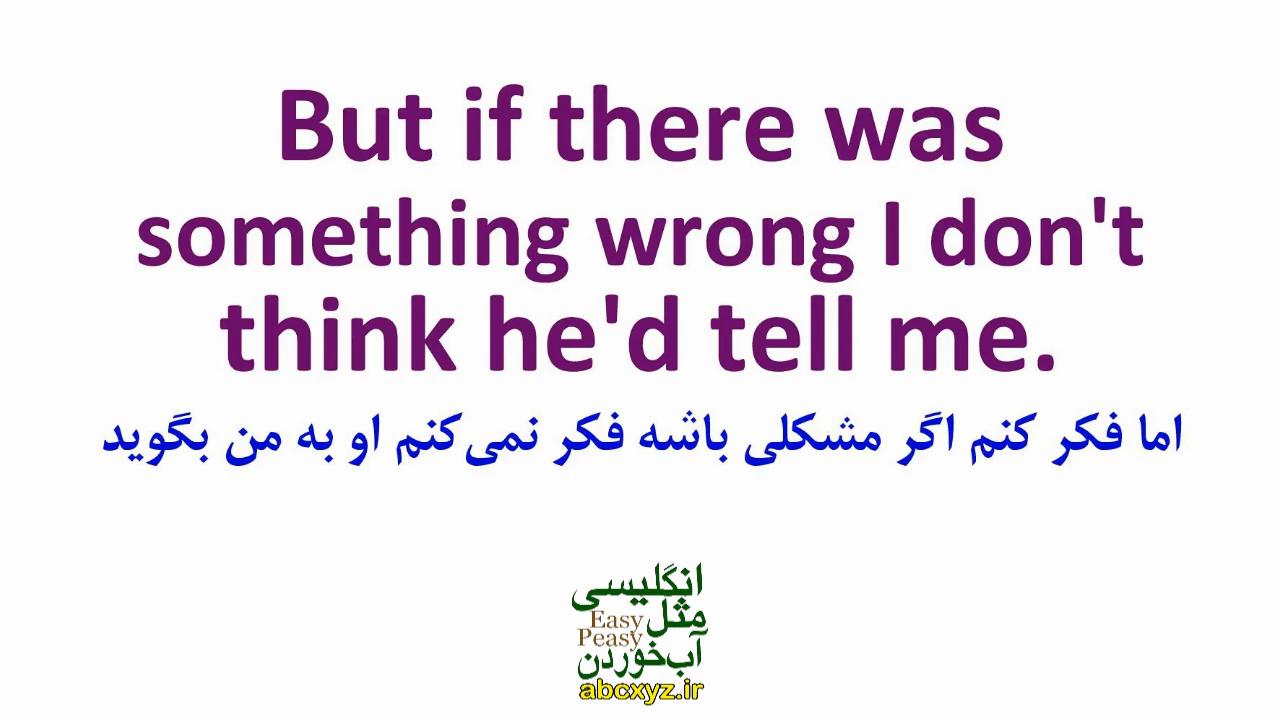 But if there was
something wrong I don't
think he'd tell me.
اما فکر کنم اگر مشکلی باشه فکر نمی‌کنم او به من بگوید
انگلیسی
مثل
Easy
Peasy
آب‌خوردن
abcxyz.ir